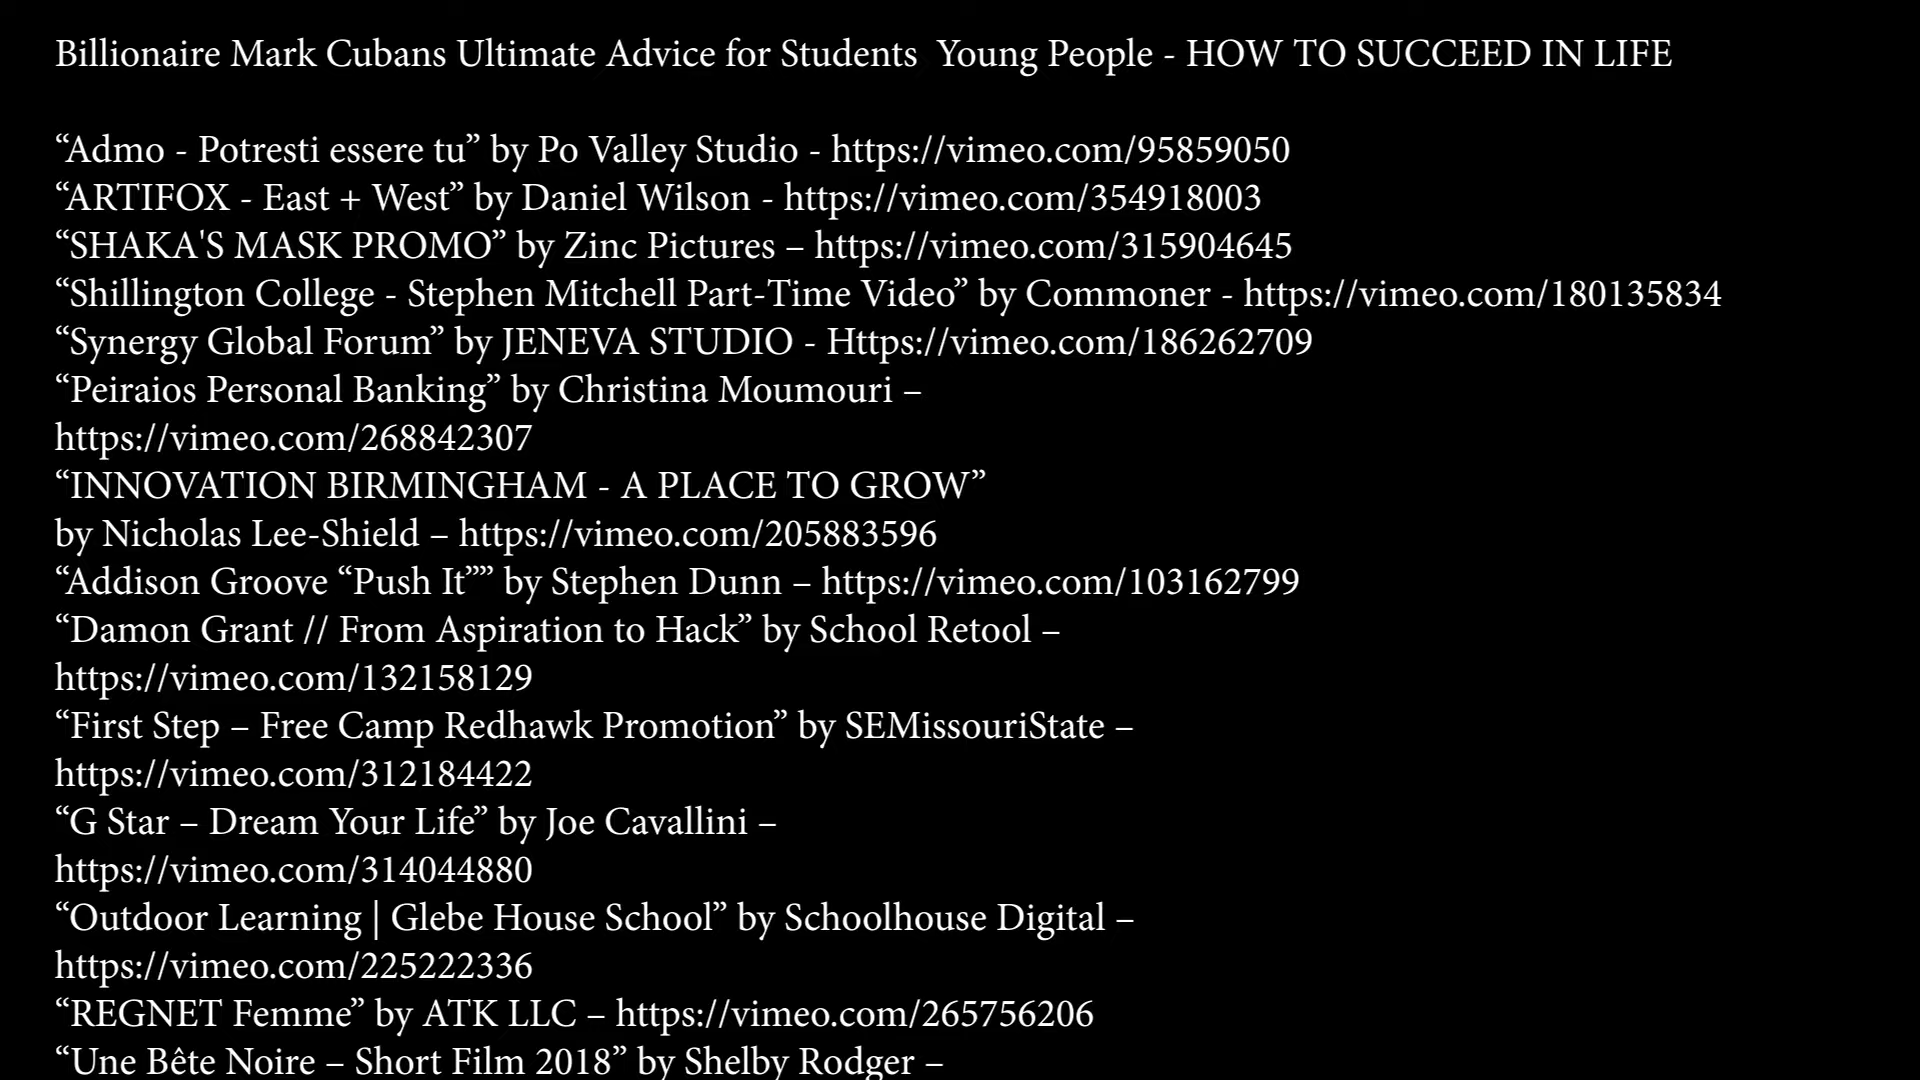 Billionaire Mark Cubans Ultimate Advice for Students  Young People - HOW TO SUCCEED IN LIFE
“Admo - Potresti essere tu” by Po Valley Studio - https://vimeo.com/95859050
“ARTIFOX - East + West” by Daniel Wilson - https://vimeo.com/354918003
“SHAKA'S MASK PROMO” by Zinc Pictures – https://vimeo.com/315904645
“Shillington College - Stephen Mitchell Part-Time Video” by Commoner - https://vimeo.com/180135834
“Synergy Global Forum” by JENEVA STUDIO - Https://vimeo.com/186262709
“Peiraios Personal Banking” by Christina Moumouri –
https://vimeo.com/268842307
“INNOVATION BIRMINGHAM - A PLACE TO GROW”
by Nicholas Lee-Shield – https://vimeo.com/205883596
“Addison Groove “Push It”” by Stephen Dunn – https://vimeo.com/103162799
“Damon Grant // From Aspiration to Hack” by School Retool –
https://vimeo.com/132158129
“First Step – Free Camp Redhawk Promotion” by SEMissouriState –
https://vimeo.com/312184422
“G Star – Dream Your Life” by Joe Cavallini –
https://vimeo.com/314044880
“Outdoor Learning | Glebe House School” by Schoolhouse Digital –
https://vimeo.com/225222336
“REGNET Femme” by ATK LLC – https://vimeo.com/265756206
“Une Bête Noire – Short Film 2018” by Shelby Rodger –